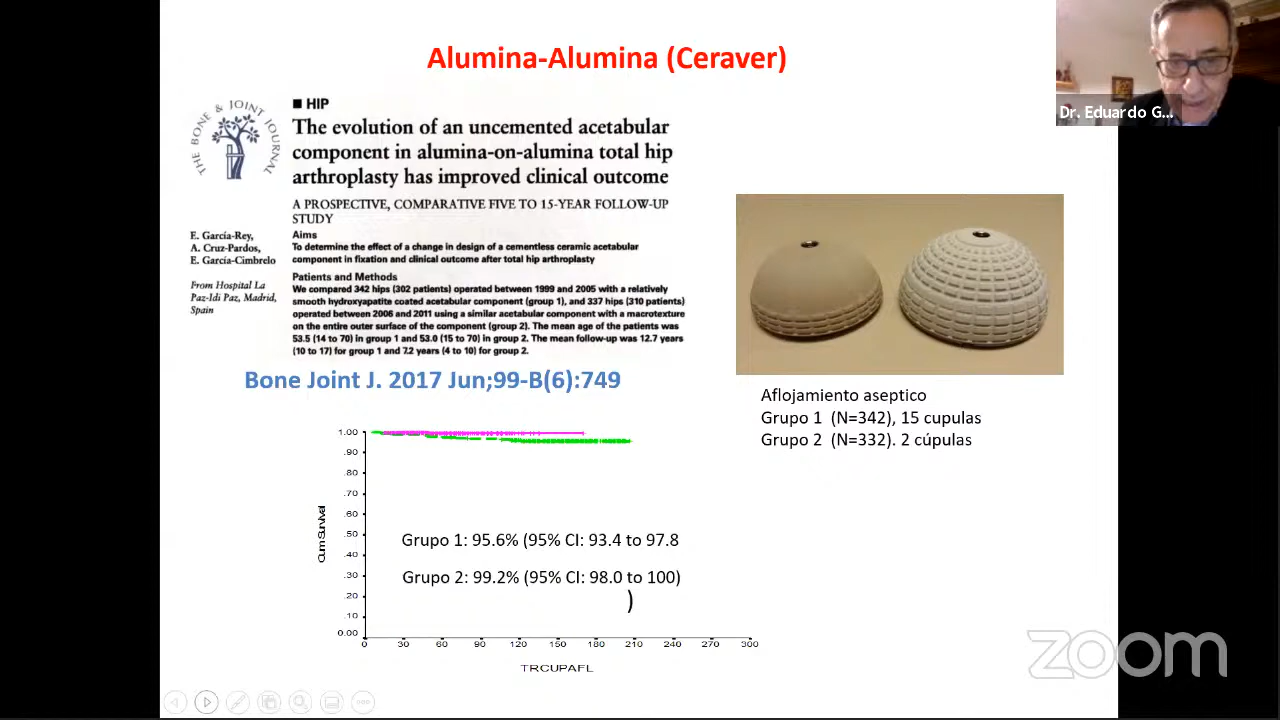 Alumina-Alumina (Ceraver)
Dr. Eduardo G...
THE BONE & JOINT JOURNAL
■ HIP
The evolution of an uncemented acetabular
component in alumina-on-alumina total hip
arthroplasty has improved clinical outcome
A PROSPECTIVE, COMPARATIVE FIVE TO 15-YEAR FOLLOW-UP
STUDY
E. García-Rey,
A. Cruz-Pardos,
E. García-Cimbrelo
From Hospital La
Paz-Idi Paz, Madrid,
Spain
Aims
To determine the effect of a change in design of a cementless ceramic acetabular
component in fixation and clinical outcome after total hip arthroplasty
Patients and Methods
We compared 342 hips (302 patients) operated between 1999 and 2005 with a relatively
smooth hydroxyapatite coated acetabular component (group 1), and 337 hips (310 patients)
operated between 2006 and 2011 using a similar acetabular component with a macrotexture
on the entire outer surface of the component (group 2). The mean age of the patients was
53.5 (14 to 70) in group 1 and 53.0 (15 to 70) in group 2. The mean follow-up was 12.7 years
(10 to 17) for group 1 and 7.2 years (4 to 10) for group 2.
Bone Joint J. 2017 Jun;99-B(6):749
Aflojamiento aseptico
Grupo 1 (N=342), 15 cupulas
Grupo 2 (N=332). 2 cúpulas
1.00
.90
.80
.70
.60
.50
.40
.30
.20
.10
0.00
Cum Survival
Grupo 1: 95.6% (95% CI: 93.4 to 97.8
Grupo 2: 99.2% (95% CI: 98.0 to 100)
)
0 30 60 90 120 150 180 210 240 270 300
TRCUPAFL
zoom